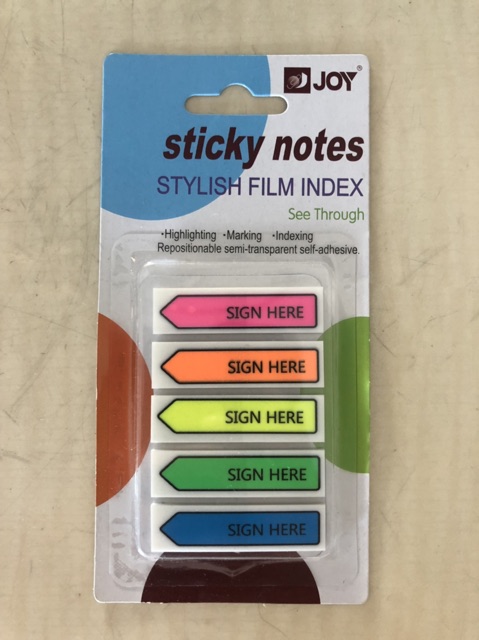 JOY®
sticky notes
STYLISH FILM INDEX
See Through
•Highlighting •Marking •Indexing
Repositionable semi-transparent self-adhesive.
SIGN HERE
SIGN HERE
SIGN HERE
SIGN HERE
SIGN HERE